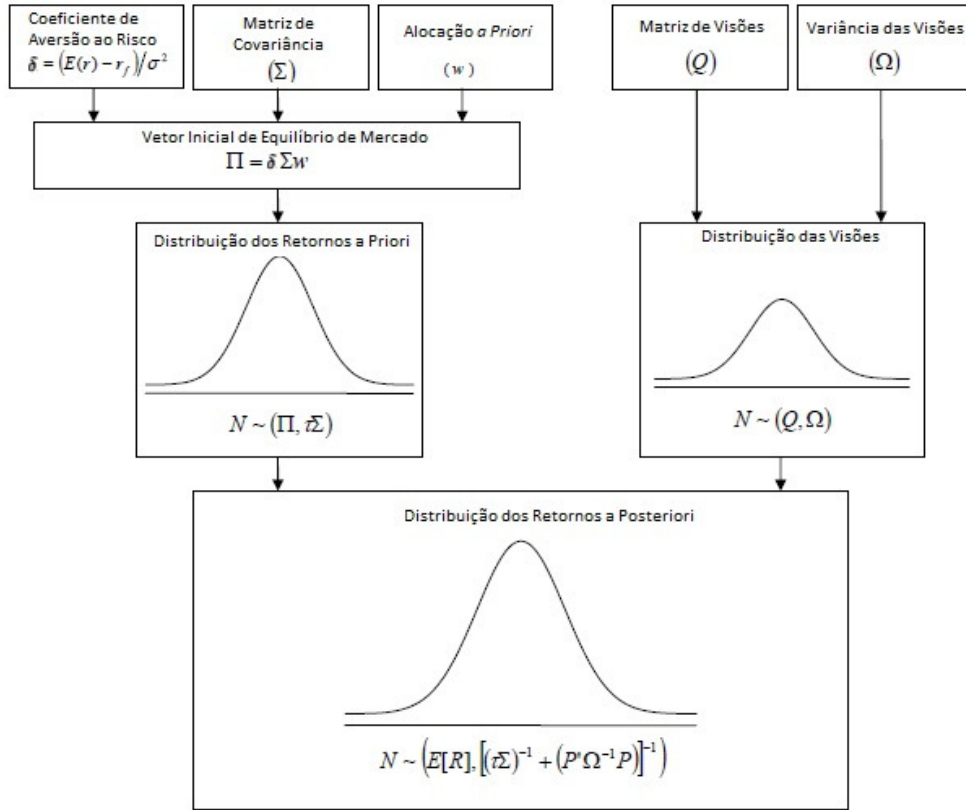 Coeficiente de
Aversão ao Risco
δ = (E(r) − r_f)/σ²
Matriz de
Covariância
(Σ)
Alocação a Priori
(w)
Matriz de Visões
(Q)
Variância das Visões
(Ω)
Vetor Inicial de Equilíbrio de Mercado
Π = δ Σw
Distribuição dos Retornos a Priori
N ~ (Π, τΣ)
Distribuição das Visões
N ~ (Q, Ω)
Distribuição dos Retornos a Posteriori
N ~ (E[R], [(τΣ)⁻¹ + (P'Ω⁻¹P)]⁻¹)